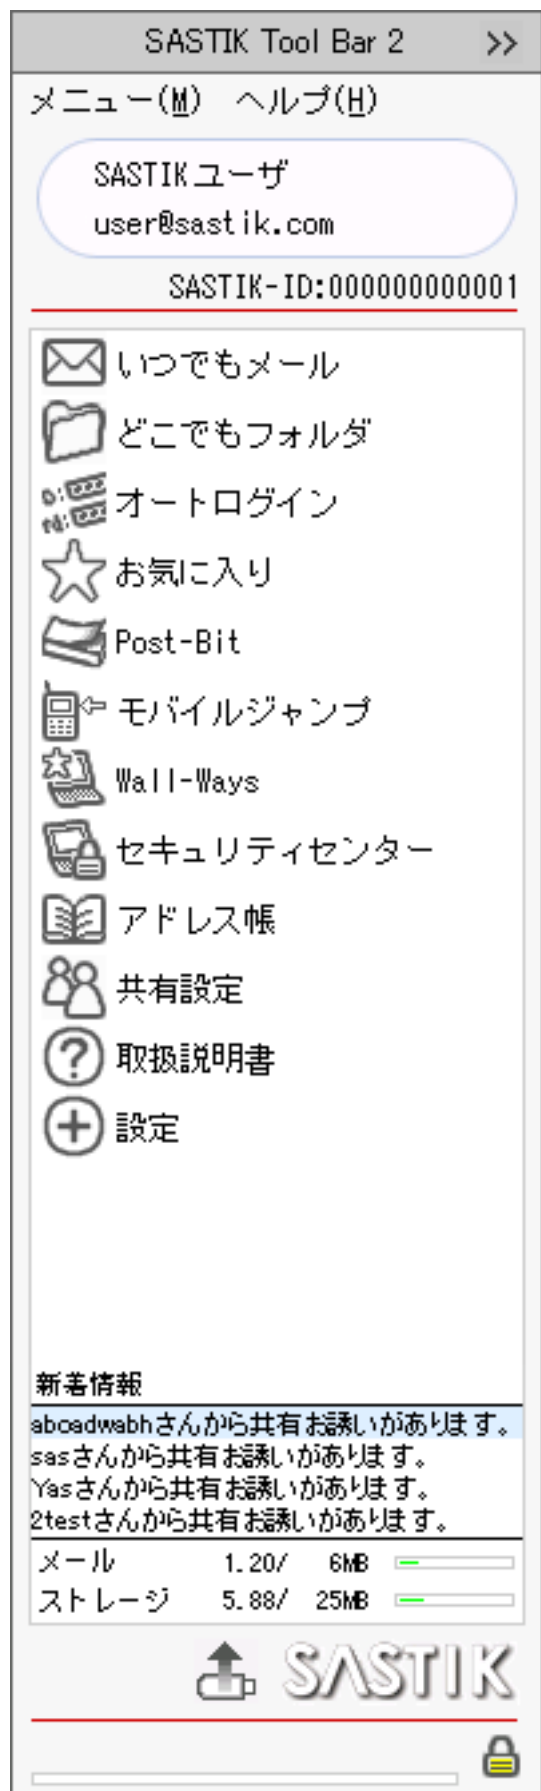 SASTIK Tool Bar 2 >>
メニュー(M) ヘルプ(H)
SASTIKユーザ
user@sastik.com
SASTIK-ID:000000000001
いつでもメール
どこでもフォルダ
オートログイン
お気に入り
Post-Bit
モバイルジャンプ
Wall-Ways
セキュリティセンター
アドレス帳
共有設定
取扱説明書
設定
新着情報
aboadwabhさんから共有お誘いがあります。
sasさんから共有お誘いがあります。
Yasさんから共有お誘いがあります。
2testさんから共有お誘いがあります。
メール 1.20/ 6MB
ストレージ 5.88/ 25MB
SASTIK